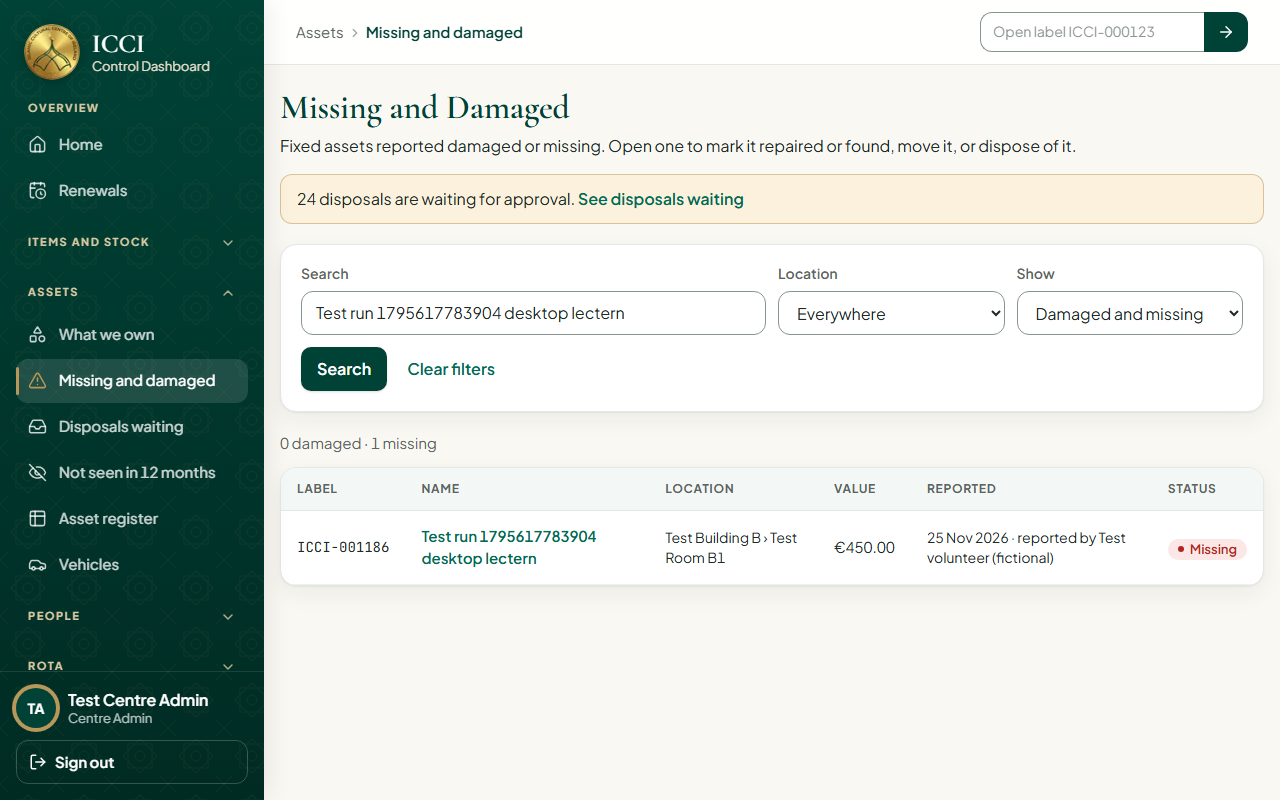 ICCI
Control Dashboard
OVERVIEW
Home
Renewals
ITEMS AND STOCK
ASSETS
What we own
Missing and damaged
Disposals waiting
Not seen in 12 months
Asset register
Vehicles
PEOPLE
ROTA
TA
Test Centre Admin
Centre Admin
Sign out
Assets › Missing and damaged
Open label ICCI-000123
Missing and Damaged
Fixed assets reported damaged or missing. Open one to mark it repaired or found, move it, or dispose of it.
24 disposals are waiting for approval. See disposals waiting
Search Location Show
Test run 1795617783904 desktop lectern Everywhere Damaged and missing
Search Clear filters
0 damaged · 1 missing
LABEL NAME LOCATION VALUE REPORTED STATUS
ICCI-001186
Test run 1795617783904
desktop lectern
Test Building B › Test
Room B1
€450.00
25 Nov 2026 · reported by Test
volunteer (fictional)
Missing